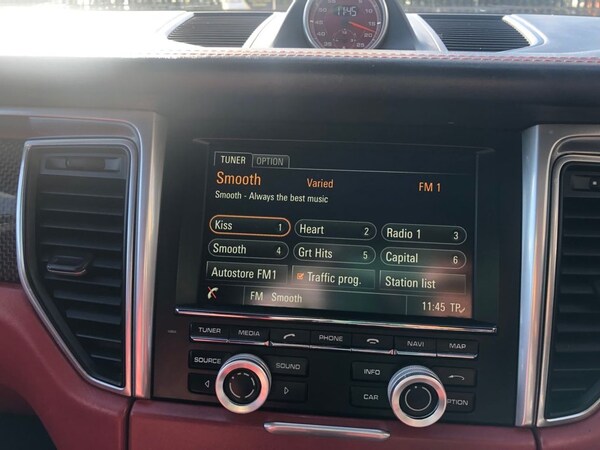 1145
TUNER OPTION
Smooth Varied FM 1
Smooth - Always the best music
Kiss 1 Heart 2 Radio 1 3
Smooth 4 Grt Hits 5 Capital 6
Autostore FM1 Traffic prog. Station list
FM Smooth 11:45 TP
TUNER MEDIA PHONE NAVI MAP
SOURCE SOUND INFO
CAR OPTION